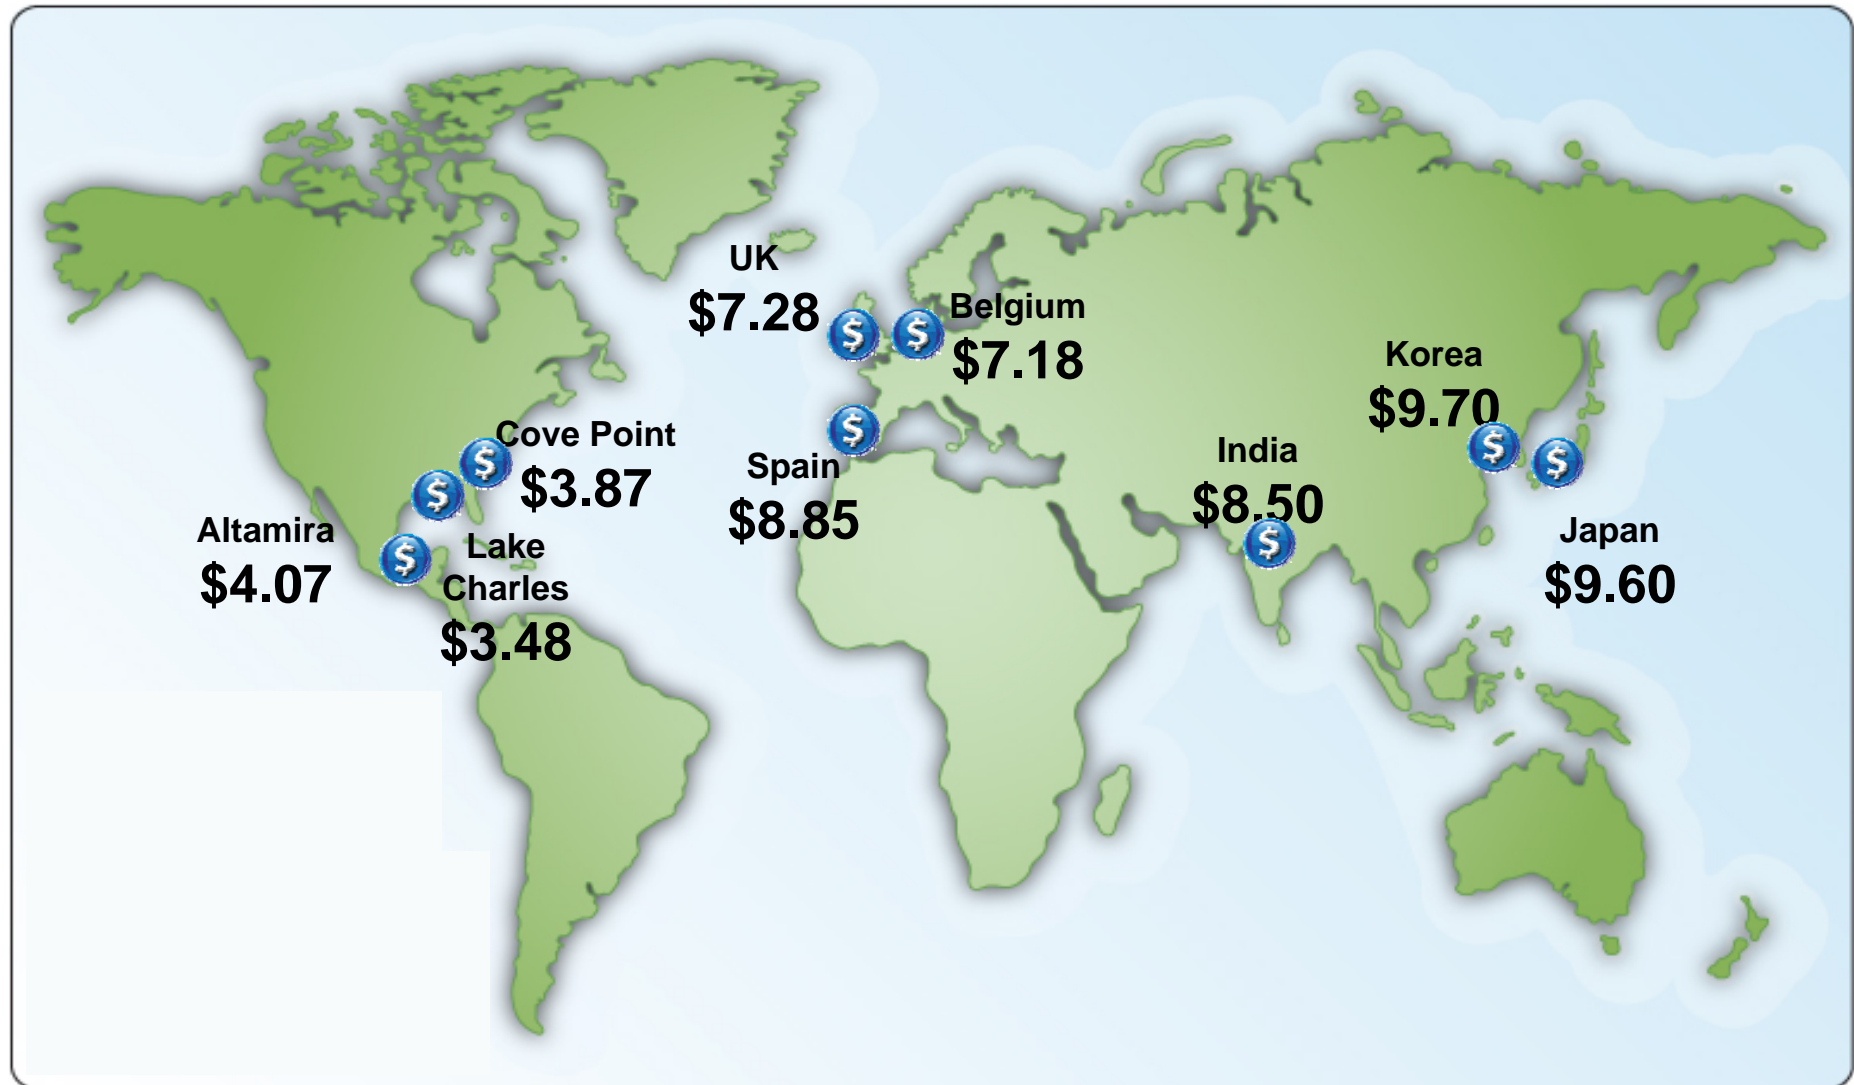 UK
$7.28
Belgium
$7.18
Korea
$9.70
Cove Point
$3.87
India
$8.50
Spain
$8.85
Altamira
$4.07
Lake
Charles
$3.48
Japan
$9.60
$
$
$
$
$
$
$
$
$